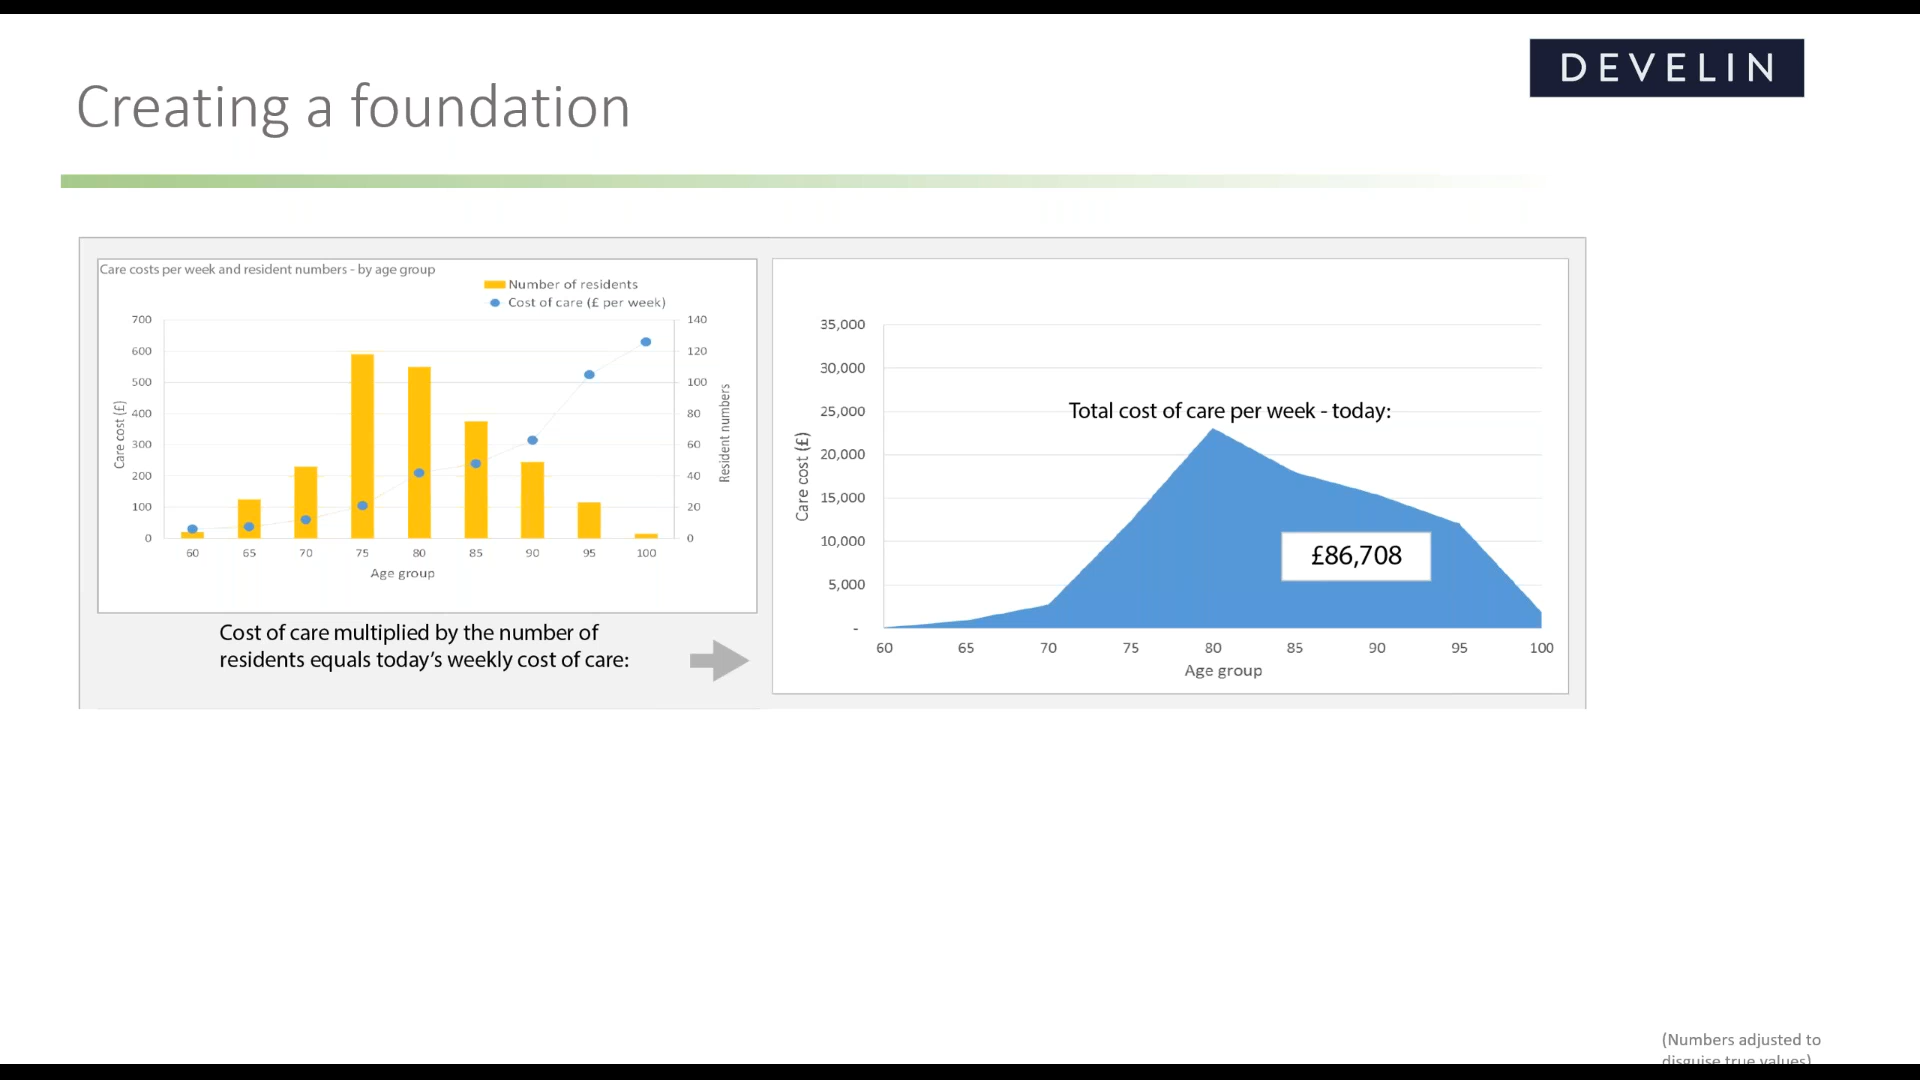 DEVELIN
Creating a foundation
Care costs per week and resident numbers - by age group
Number of residents
Cost of care (£ per week)
700
600
500
400
300
200
100
0
Care cost (£)
140
120
100
80
60
40
20
0
Resident numbers
60 65 70 75 80 85 90 95 100
Age group
Cost of care multiplied by the number of
residents equals today's weekly cost of care:
35,000
30,000
25,000
20,000
15,000
10,000
5,000
-
Care cost (£)
Total cost of care per week - today:
£86,708
60 65 70 75 80 85 90 95 100
Age group
(Numbers adjusted to
disguise true values)